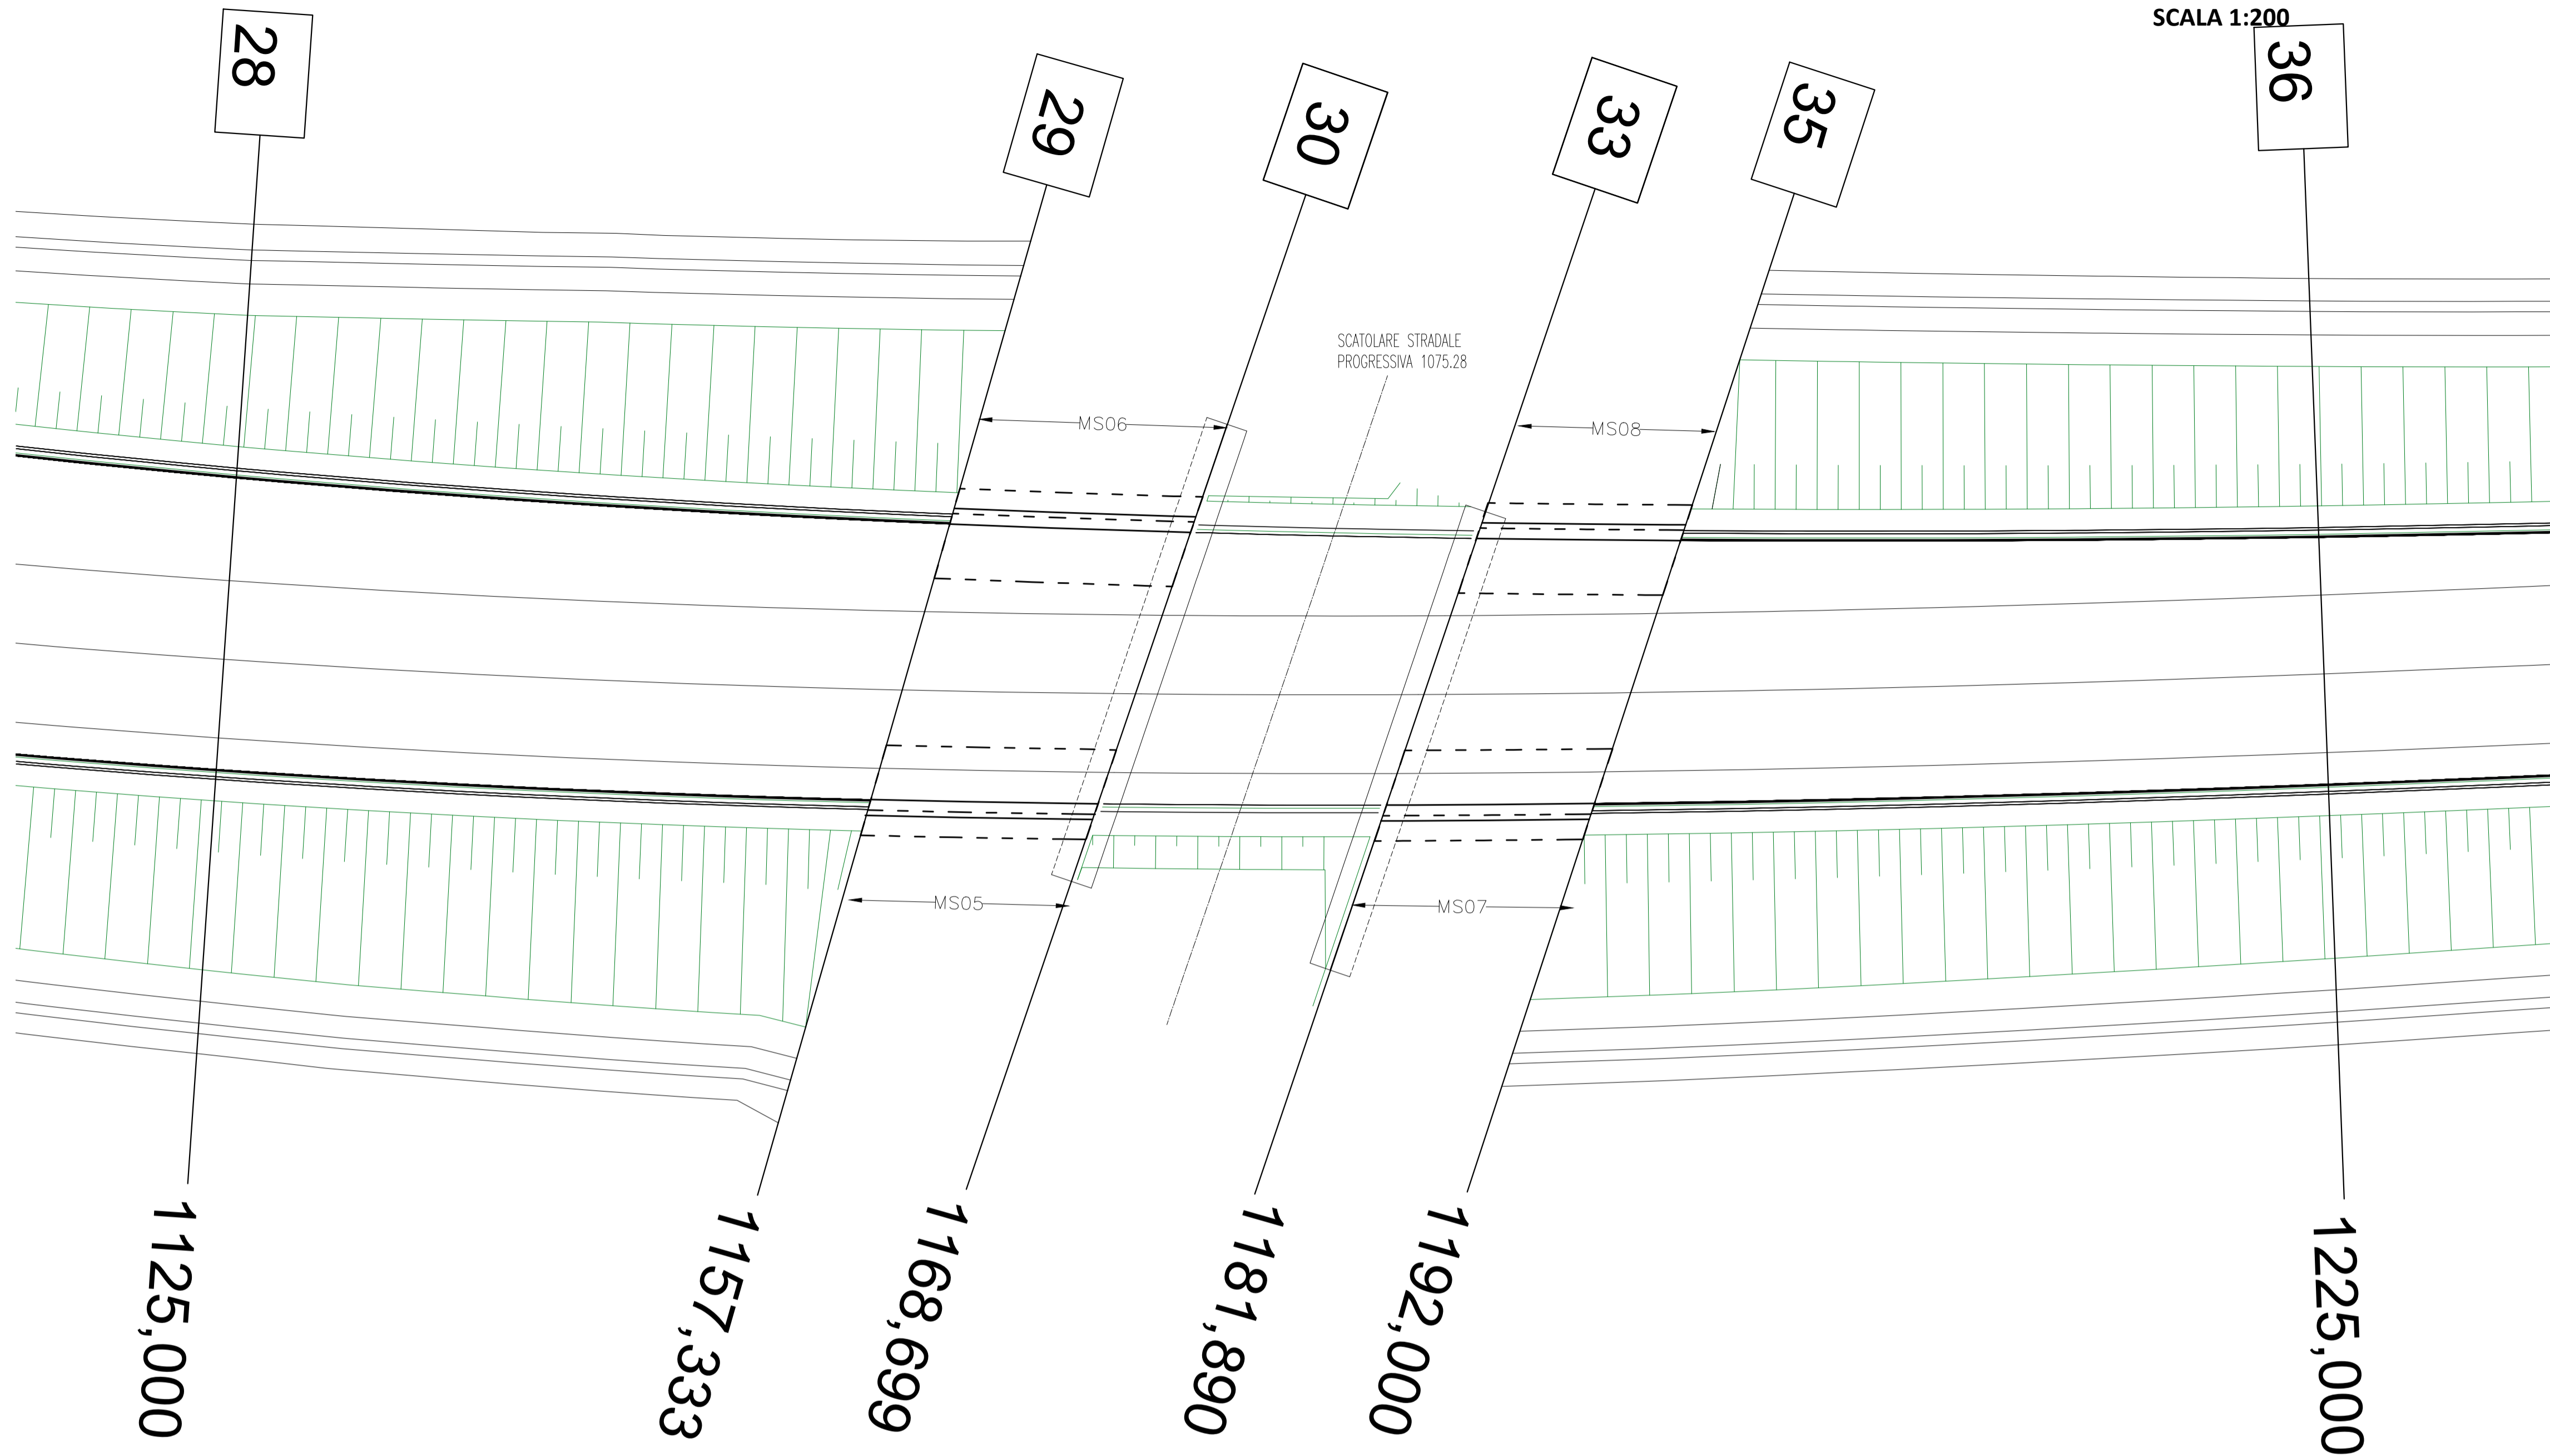 SCALA 1:200
28
29
30
33
35
36
SCATOLARE STRADALE
PROGRESSIVA 1075.28
MS06
MS08
MS05
MS07
1125,000
1157,333
1168,699
1181,890
1192,000
1225,000